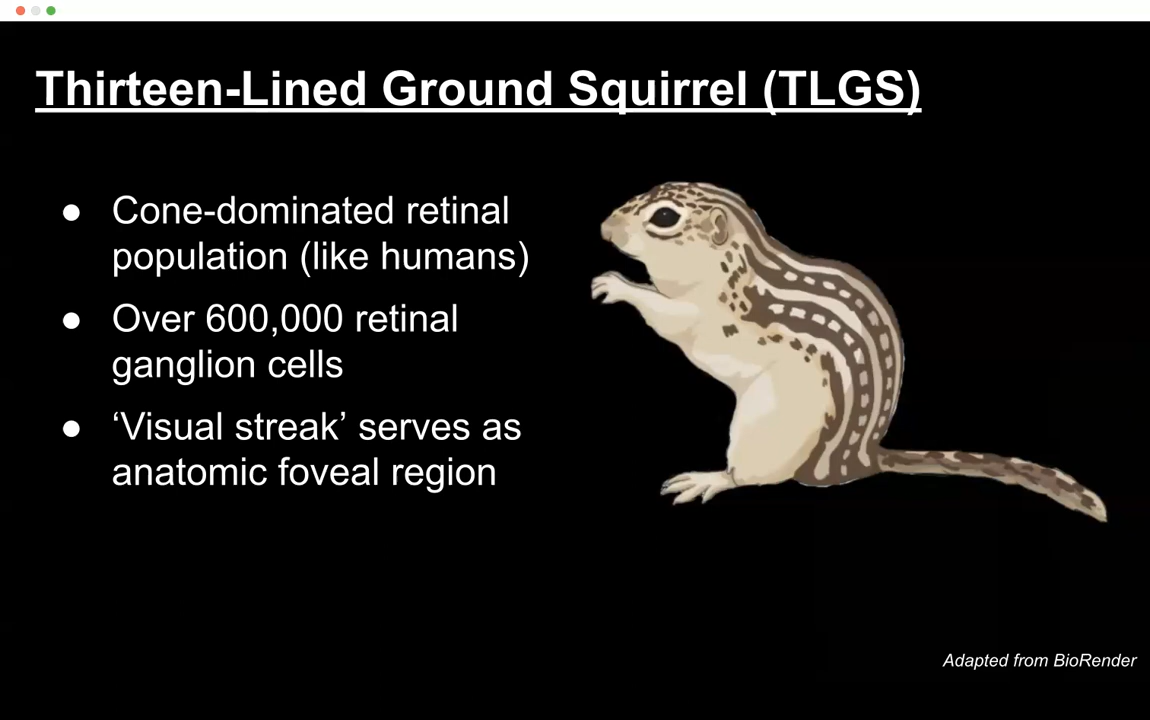 Thirteen-Lined Ground Squirrel (TLGS)
● Cone-dominated retinal
population (like humans)
● Over 600,000 retinal
ganglion cells
● ‘Visual streak’ serves as
anatomic foveal region
Adapted from BioRender